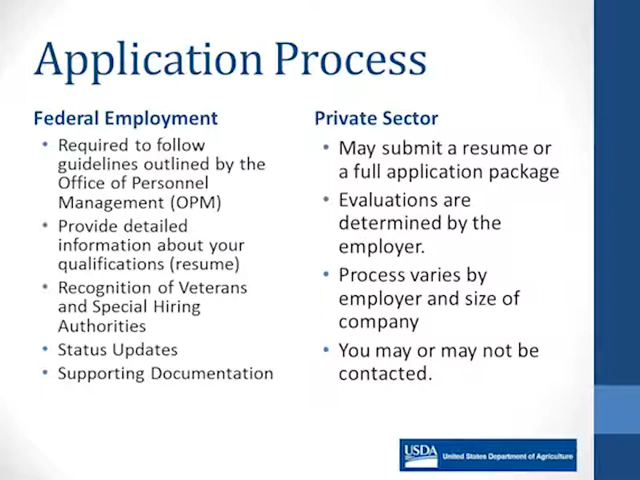 Application Process
Federal Employment
• Required to follow
guidelines outlined by the
Office of Personnel
Management (OPM)
• Provide detailed
information about your
qualifications (resume)
• Recognition of Veterans
and Special Hiring
Authorities
• Status Updates
• Supporting Documentation
Private Sector
• May submit a resume or
a full application package
• Evaluations are
determined by the
employer.
• Process varies by
employer and size of
company
• You may or may not be
contacted.
USDA
United States Department of Agriculture